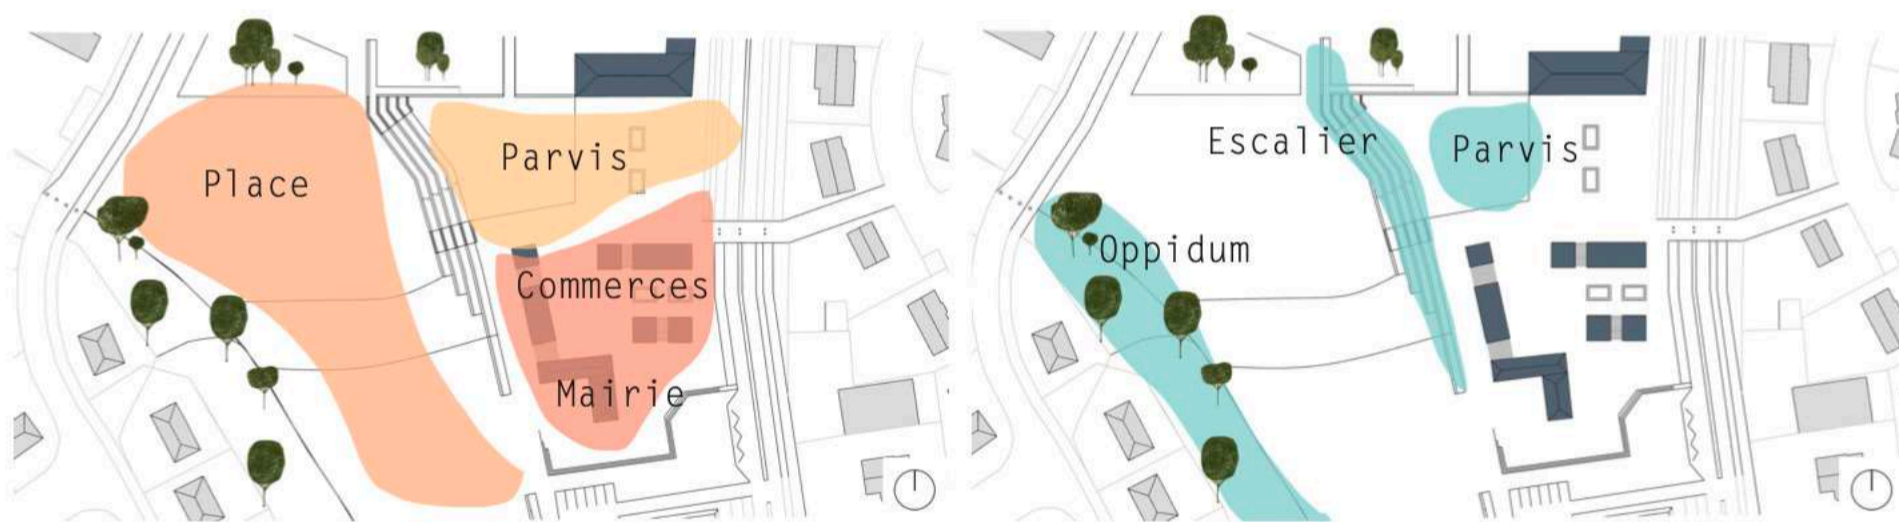 Place
Parvis
Commerces
Mairie
Escalier
Parvis
Oppidum